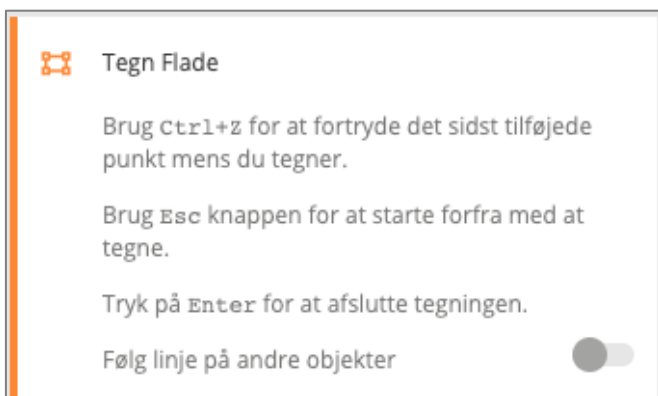 Tegn Flade
Brug Ctrl+Z for at fortryde det sidst tilføjede
punkt mens du tegner.
Brug Esc knappen for at starte forfra med at
tegne.
Tryk på Enter for at afslutte tegningen.
Følg linje på andre objekter